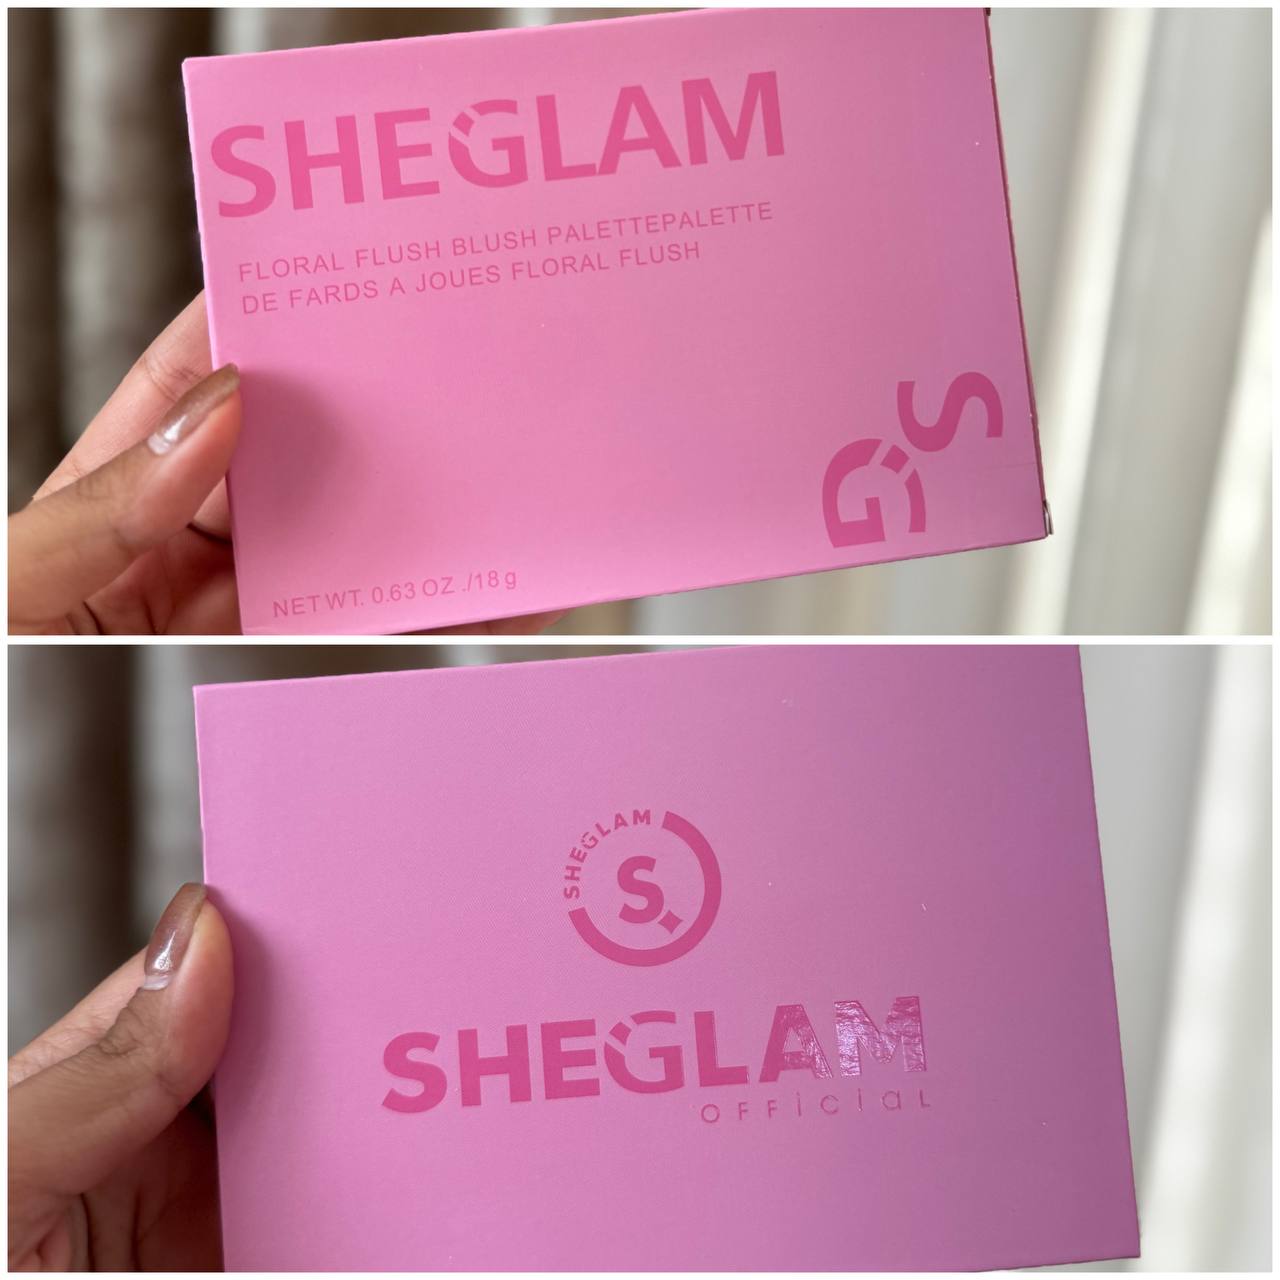 SHEGLAM
FLORAL FLUSH BLUSH PALETTEPALETTE
DE FARDS A JOUES FLORAL FLUSH
GS
NET WT. 0.63 OZ ./18 g
SHEGLAM
S
SHEGLAM
OFFICIAL